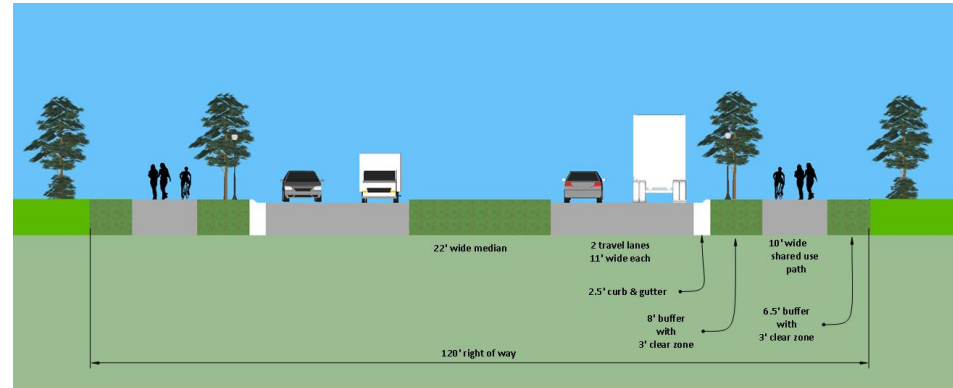 22' wide median
2 travel lanes
11' wide each
10' wide
shared use
path
2.5' curb & gutter
8' buffer
with
3' clear zone
6.5' buffer
with
3' clear zone
120' right of way